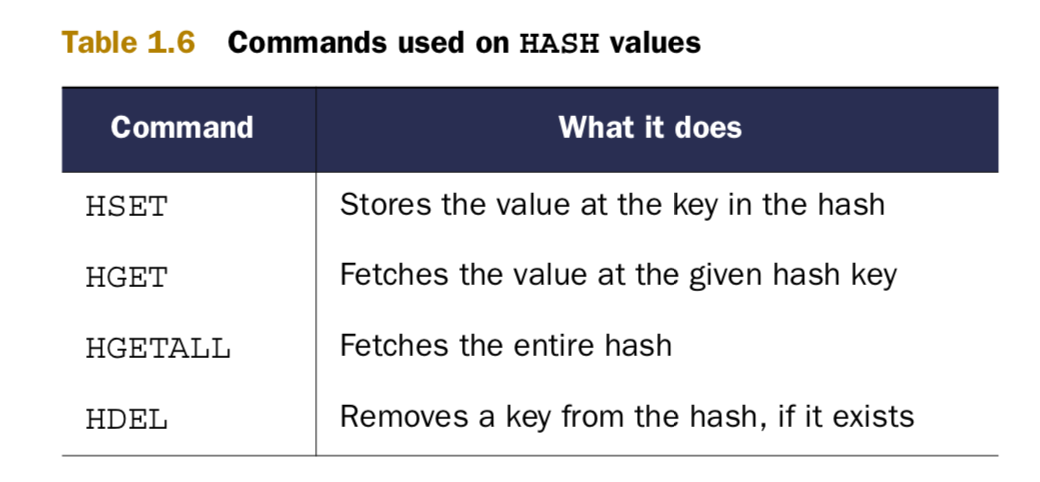 Table 1.6 Commands used on HASH values
Command What it does
HSET Stores the value at the key in the hash
HGET Fetches the value at the given hash key
HGETALL Fetches the entire hash
HDEL Removes a key from the hash, if it exists